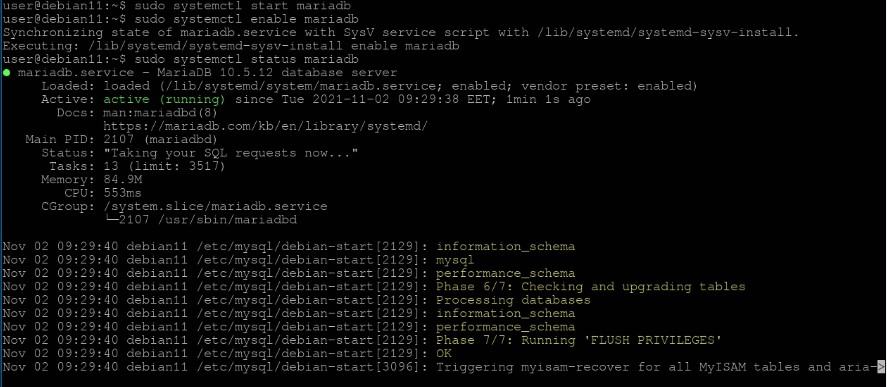 user@debian11:~$ sudo systemctl start mariadb
user@debian11:~$ sudo systemctl enable mariadb
Synchronizing state of mariadb.service with SysV service script with /lib/systemd/systemd-sysv-install.
Executing: /lib/systemd/systemd-sysv-install enable mariadb
user@debian11:~$ sudo systemctl status mariadb
● mariadb.service - MariaDB 10.5.12 database server
     Loaded: loaded (/lib/systemd/system/mariadb.service; enabled; vendor preset: enabled)
     Active: active (running) since Tue 2021-11-02 09:29:38 EET; 1min 1s ago
       Docs: man:mariadbd(8)
             https://mariadb.com/kb/en/library/systemd/
   Main PID: 2107 (mariadbd)
     Status: "Taking your SQL requests now..."
      Tasks: 13 (limit: 3517)
     Memory: 84.9M
        CPU: 553ms
     CGroup: /system.slice/mariadb.service
             └─2107 /usr/sbin/mariadbd
Nov 02 09:29:40 debian11 /etc/mysql/debian-start[2129]: information_schema
Nov 02 09:29:40 debian11 /etc/mysql/debian-start[2129]: mysql
Nov 02 09:29:40 debian11 /etc/mysql/debian-start[2129]: performance_schema
Nov 02 09:29:40 debian11 /etc/mysql/debian-start[2129]: Phase 6/7: Checking and upgrading tables
Nov 02 09:29:40 debian11 /etc/mysql/debian-start[2129]: Processing databases
Nov 02 09:29:40 debian11 /etc/mysql/debian-start[2129]: information_schema
Nov 02 09:29:40 debian11 /etc/mysql/debian-start[2129]: performance_schema
Nov 02 09:29:40 debian11 /etc/mysql/debian-start[2129]: Phase 7/7: Running 'FLUSH PRIVILEGES'
Nov 02 09:29:40 debian11 /etc/mysql/debian-start[2129]: OK
Nov 02 09:29:40 debian11 /etc/mysql/debian-start[3096]: Triggering myisam-recover for all MyISAM tables and aria->